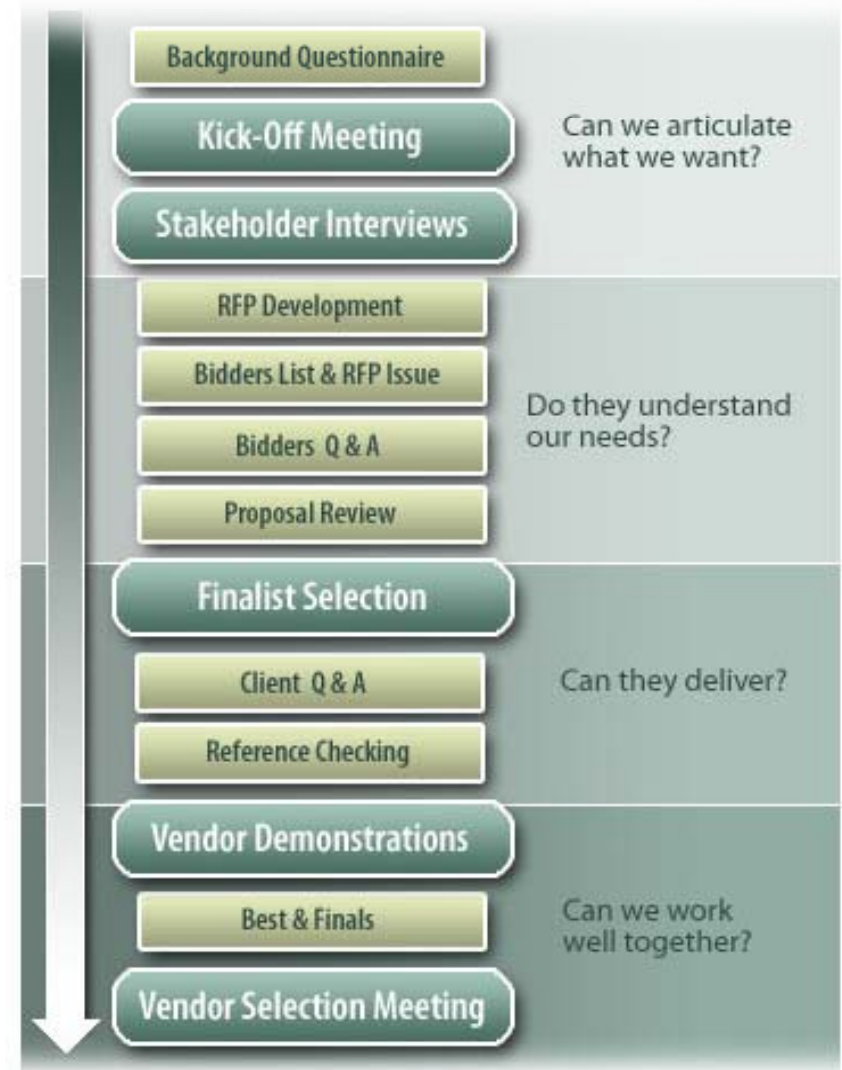 Background Questionnaire
Kick-Off Meeting
Can we articulate
what we want?
Stakeholder Interviews
RFP Development
Bidders List & RFP Issue
Do they understand
our needs?
Bidders Q & A
Proposal Review
Finalist Selection
Client Q & A
Can they deliver?
Reference Checking
Vendor Demonstrations
Best & Finals
Can we work
well together?
Vendor Selection Meeting